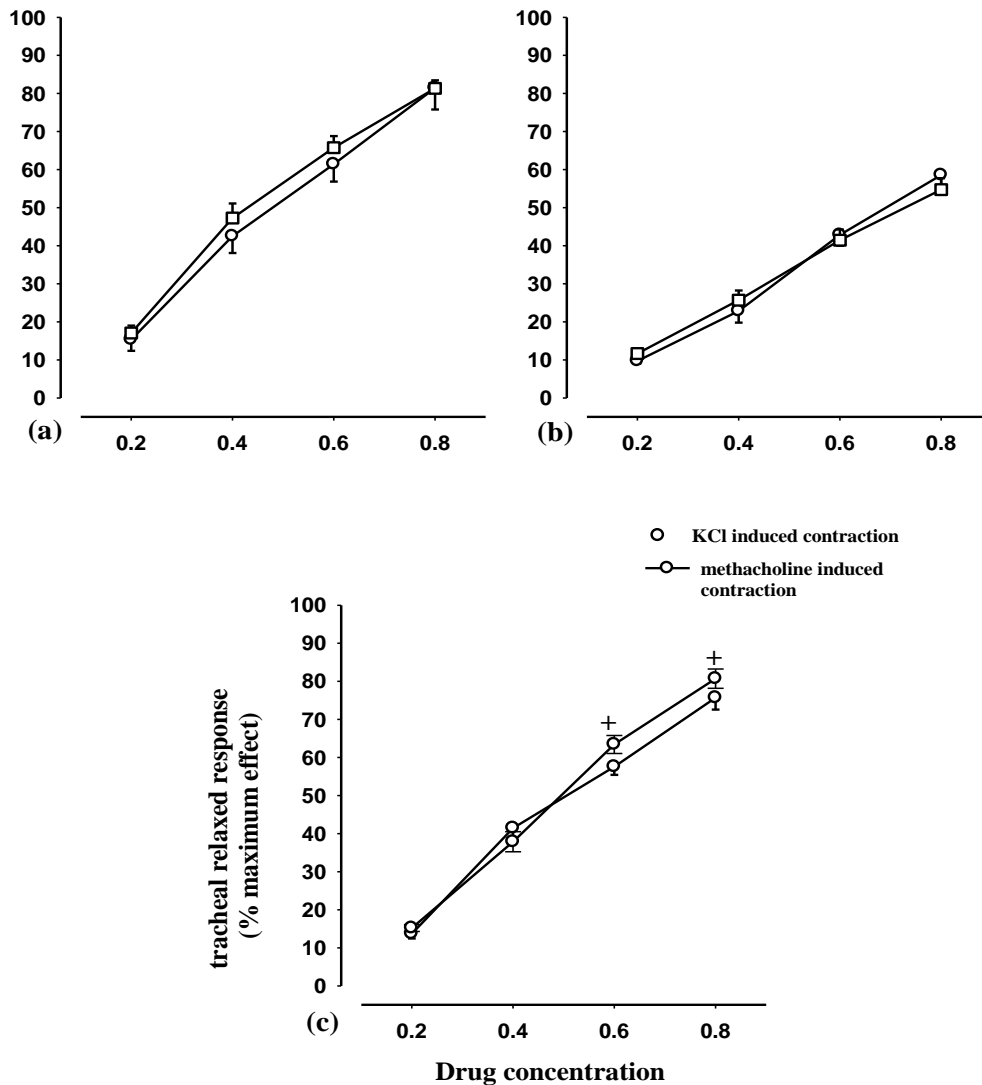 100
90
80
70
60
50
40
30
20
10
0
(a)
0.2 0.4 0.6 0.8
100
90
80
70
60
50
40
30
20
10
0
(b)
0.2 0.4 0.6 0.8
KCl induced contraction
methacholine induced
contraction
tracheal relaxed response
(% maximum effect)
100
90
80
70
60
50
40
30
20
10
0
+
+
(c)
0.2 0.4 0.6 0.8
Drug concentration